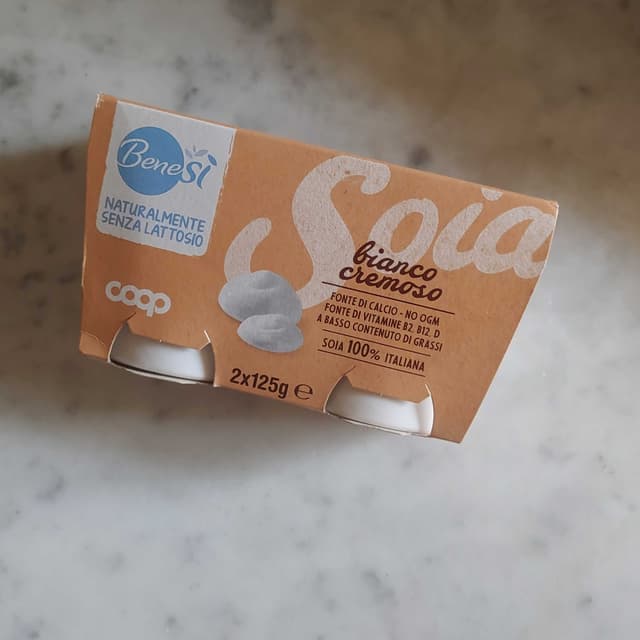 BeneSì
NATURALMENTE
SENZA LATTOSIO
coop
Soia
bianco
cremoso
FONTE DI CALCIO - NO OGM
FONTE DI VITAMINE B2, B12, D
A BASSO CONTENUTO DI GRASSI
SOIA 100% ITALIANA
2x125g ℮